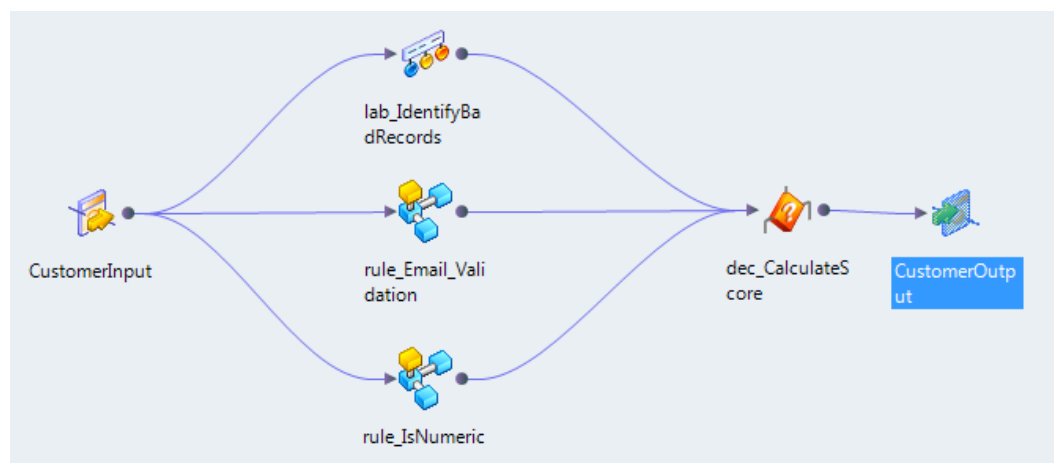 lab_IdentifyBa
dRecords
CustomerInput
rule_Email_Vali
dation
dec_CalculateS
core
CustomerOutp
ut
rule_IsNumeric